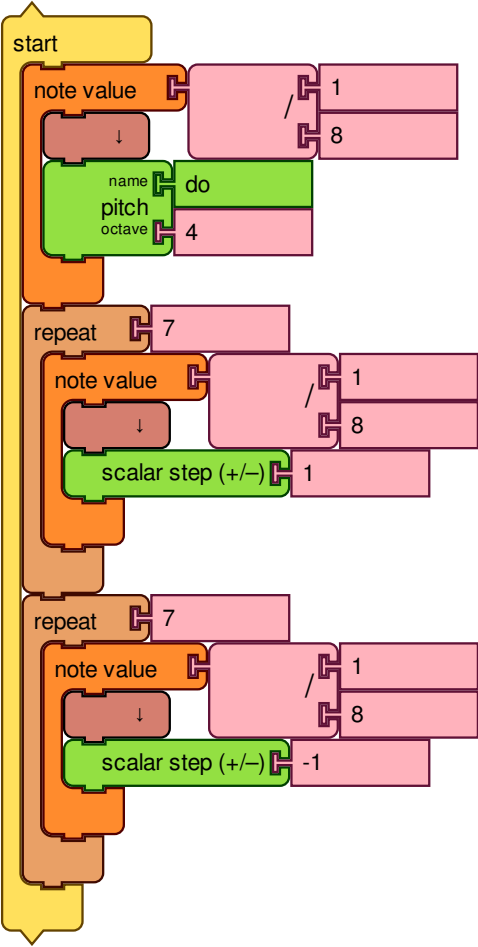 start
note value / 1
8
↓
name do
pitch
octave 4
repeat 7
note value / 1
8
↓
scalar step (+/–) 1
repeat 7
note value / 1
8
↓
scalar step (+/–) -1